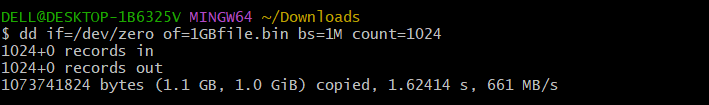 DELL@DESKTOP-1B6325V MINGW64 ~/Downloads
$ dd if=/dev/zero of=1GBfile.bin bs=1M count=1024
1024+0 records in
1024+0 records out
1073741824 bytes (1.1 GB, 1.0 GiB) copied, 1.62414 s, 661 MB/s